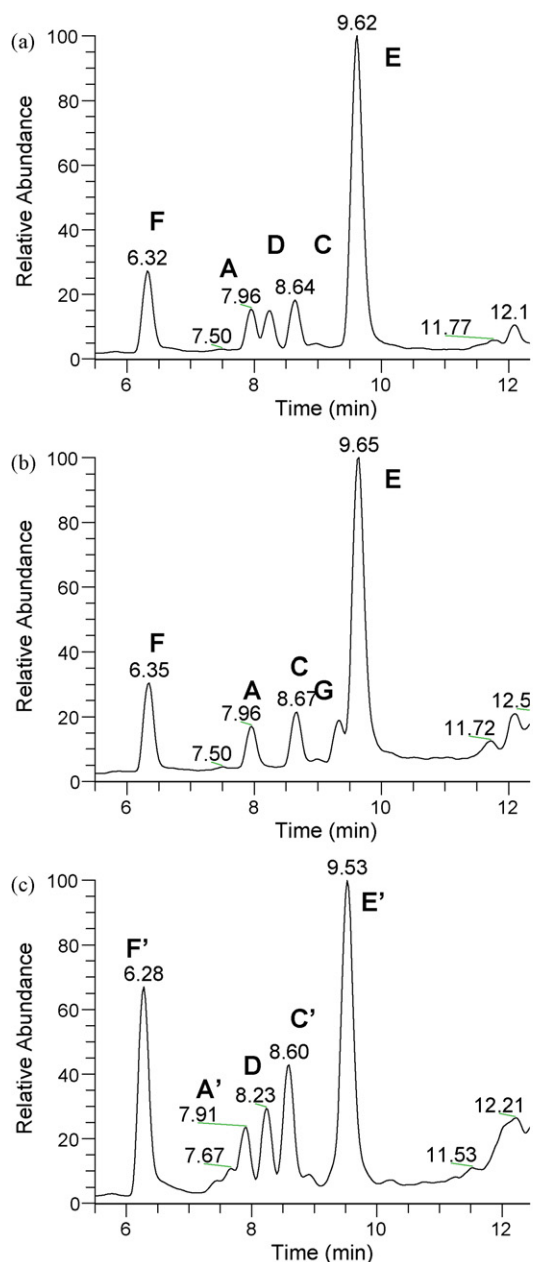 (a)
9.62
E
100
80
60
40
20
0
Relative Abundance
F
6.32
A
7.96
7.50
D
C
8.64
11.77
12.1
6
8
10
12
Time (min)
(b)
9.65
E
100
80
60
40
20
0
Relative Abundance
F
6.35
A
7.96
7.50
C
8.67
G
11.72
12.5
6
8
10
12
Time (min)
(c)
9.53
E’
100
80
60
40
20
0
Relative Abundance
F’
6.28
A’
7.91
7.67
D
8.23
C’
8.60
11.53
12.21
6
8
10
12
Time (min)